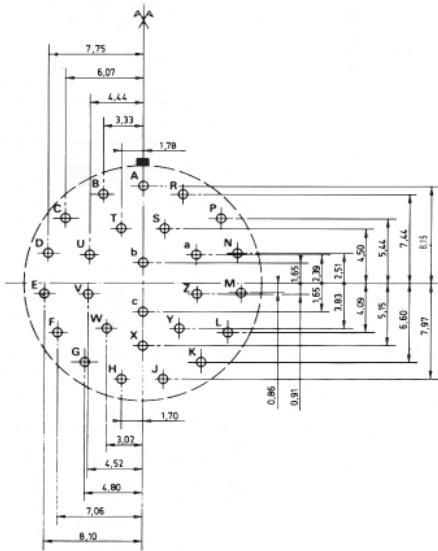 A A
7,75
6,07
4,44
3,33
1,78
A
B R
C P
T S
D U b a N
E V Z M
c
F W Y L
X
G K
H J
1,65
2,39
2,51
4,50
5,44
7,44
8,15
0,86
0,91
1,65
3,83
4,09
5,15
6,60
7,97
1,70
3,02
4,52
4,80
7,06
8,10